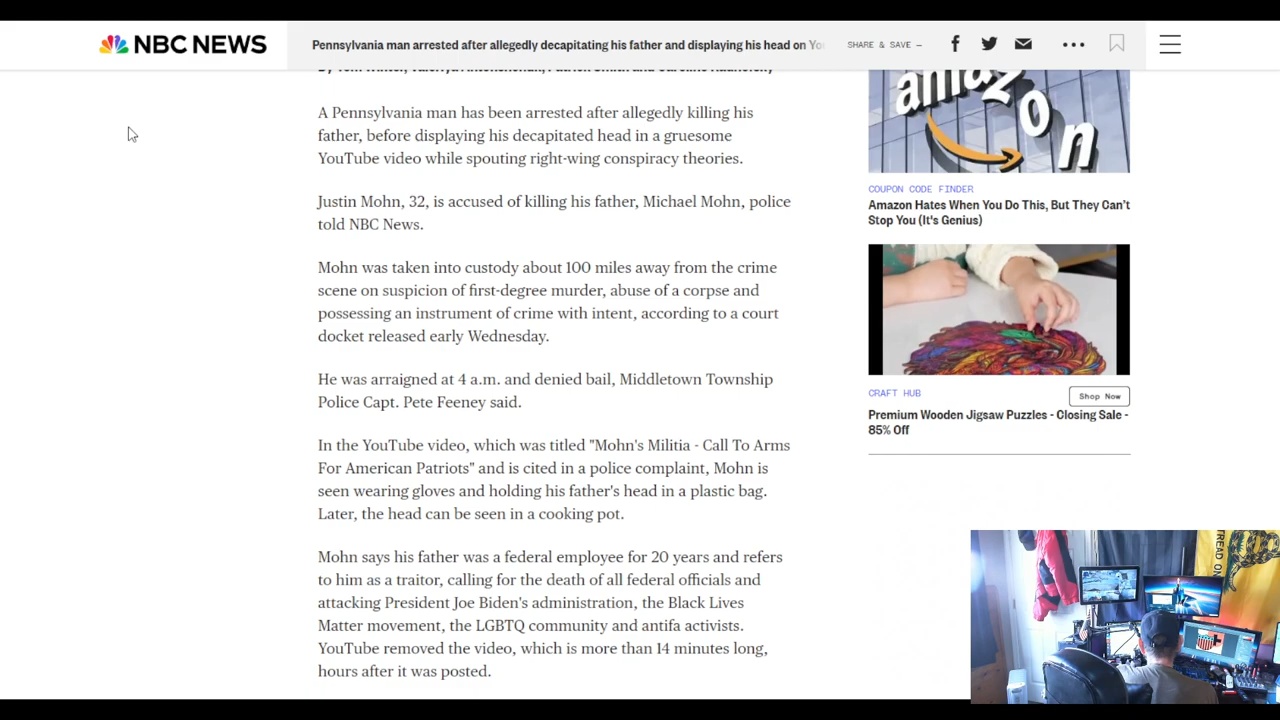 NBC NEWS
Pennsylvania man arrested after allegedly decapitating his father and displaying his head on
SHARE & SAVE —
A Pennsylvania man has been arrested after allegedly killing his
father, before displaying his decapitated head in a gruesome
YouTube video while spouting right-wing conspiracy theories.
Justin Mohn, 32, is accused of killing his father, Michael Mohn, police
told NBC News.
Mohn was taken into custody about 100 miles away from the crime
scene on suspicion of first-degree murder, abuse of a corpse and
possessing an instrument of crime with intent, according to a court
docket released early Wednesday.
He was arraigned at 4 a.m. and denied bail, Middletown Township
Police Capt. Pete Feeney said.
In the YouTube video, which was titled "Mohn's Militia - Call To Arms
For American Patriots" and is cited in a police complaint, Mohn is
seen wearing gloves and holding his father's head in a plastic bag.
Later, the head can be seen in a cooking pot.
Mohn says his father was a federal employee for 20 years and refers
to him as a traitor, calling for the death of all federal officials and
attacking President Joe Biden's administration, the Black Lives
Matter movement, the LGBTQ community and antifa activists.
YouTube removed the video, which is more than 14 minutes long,
hours after it was posted.
amazon
COUPON CODE FINDER
Amazon Hates When You Do This, But They Can't
Stop You (It's Genius)
CRAFT HUB
Shop Now
Premium Wooden Jigsaw Puzzles - Closing Sale -
85% Off
TREAD ON